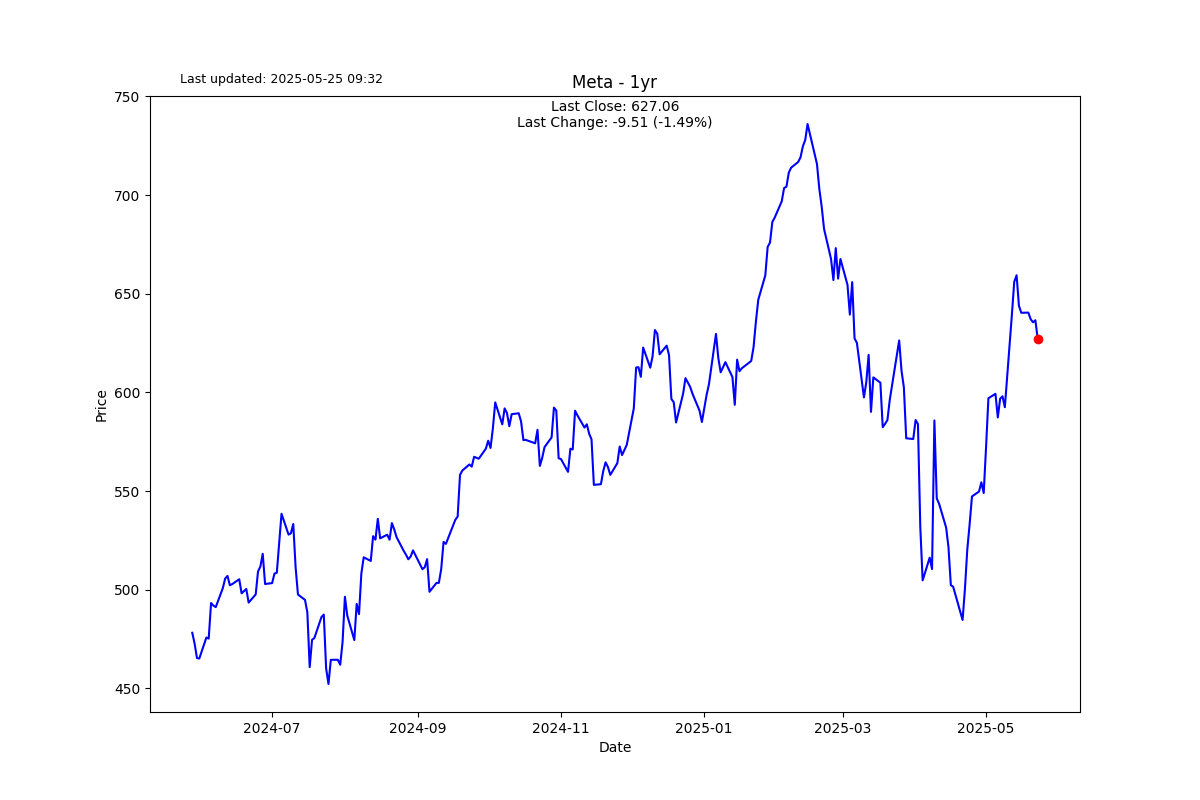 Last updated: 2025-05-25 09:32
Meta - 1yr
Last Close: 627.06
Last Change: -9.51 (-1.49%)
750
700
650
600
550
500
450
Price
2024-07
2024-09
2024-11
2025-01
2025-03
2025-05
Date